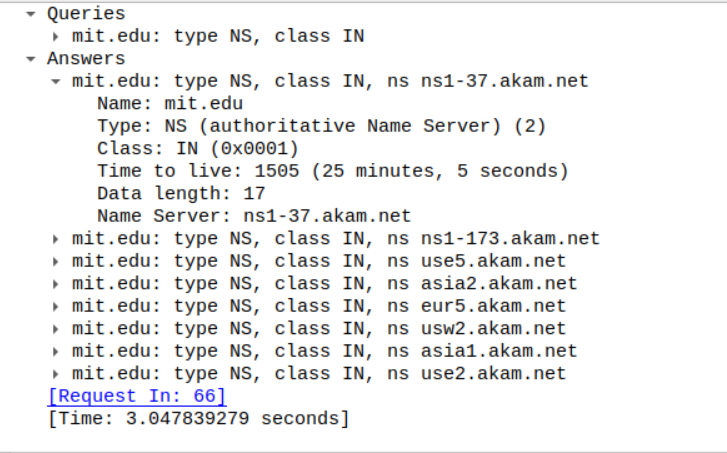 Queries
mit.edu: type NS, class IN
Answers
mit.edu: type NS, class IN, ns ns1-37.akam.net
Name: mit.edu
Type: NS (authoritative Name Server) (2)
Class: IN (0x0001)
Time to live: 1505 (25 minutes, 5 seconds)
Data length: 17
Name Server: ns1-37.akam.net
mit.edu: type NS, class IN, ns ns1-173.akam.net
mit.edu: type NS, class IN, ns use5.akam.net
mit.edu: type NS, class IN, ns asia2.akam.net
mit.edu: type NS, class IN, ns eur5.akam.net
mit.edu: type NS, class IN, ns usw2.akam.net
mit.edu: type NS, class IN, ns asia1.akam.net
mit.edu: type NS, class IN, ns use2.akam.net
[Request In: 66]
[Time: 3.047839279 seconds]